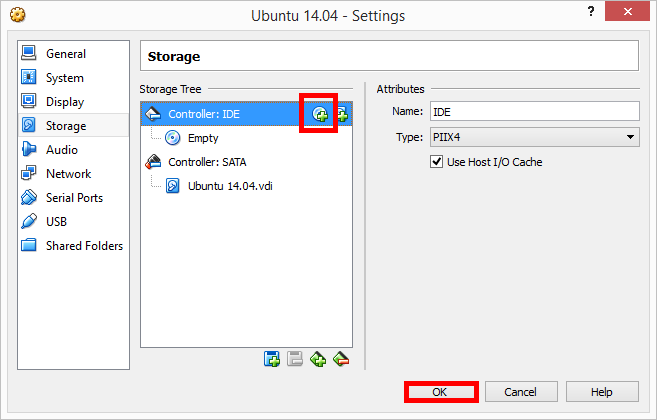 Ubuntu 14.04 - Settings
?
General
System
Display
Storage
Audio
Network
Serial Ports
USB
Shared Folders
Storage
Storage Tree
Controller: IDE
Empty
Controller: SATA
Ubuntu 14.04.vdi
Attributes
Name: IDE
Type: PIIX4
Use Host I/O Cache
OK
Cancel
Help